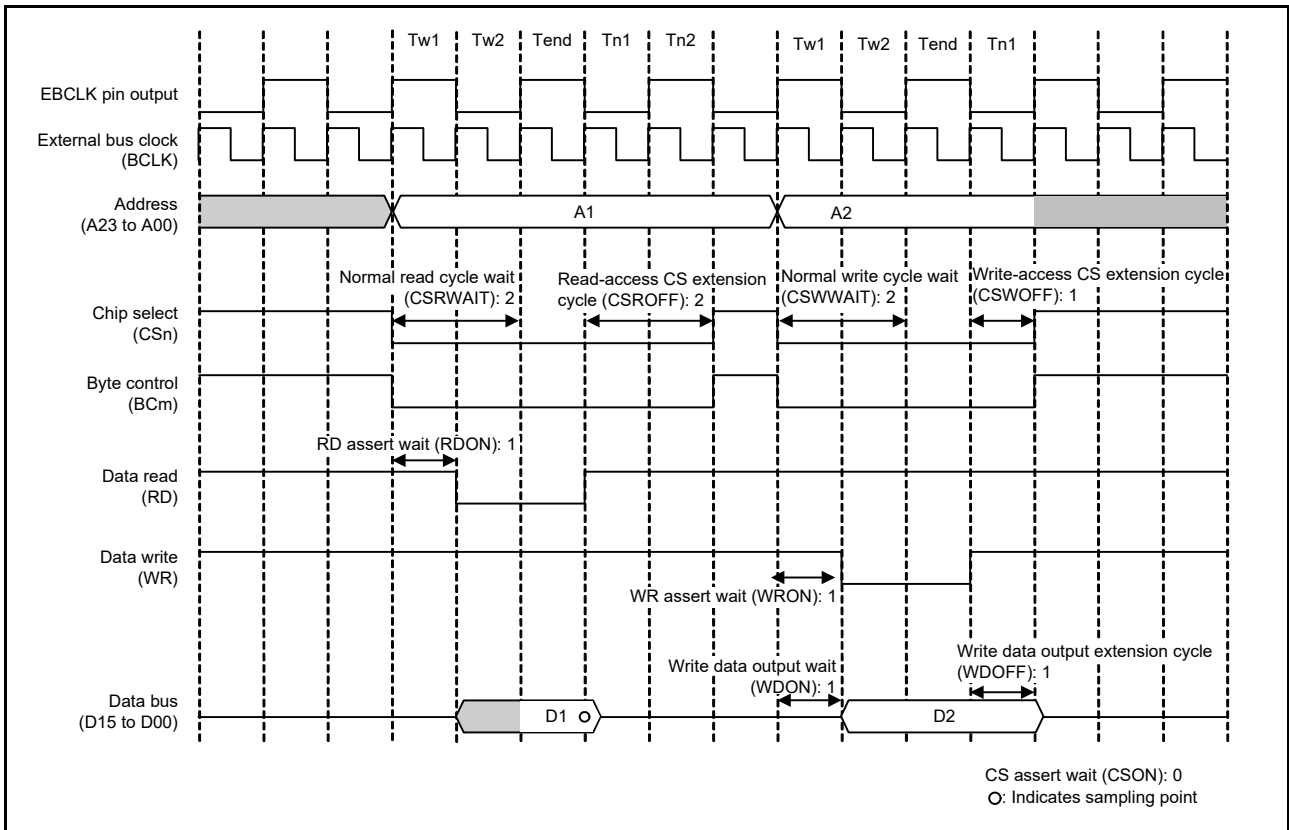 Tw1 Tw2 Tend Tn1 Tn2 Tw1 Tw2 Tend Tn1
EBCLK pin output
External bus clock
(BCLK)
Address
(A23 to A00)
A1 A2
Normal read cycle wait
(CSRWAIT): 2
Read-access CS extension
cycle (CSROFF): 2
Normal write cycle wait
(CSWWAIT): 2
Write-access CS extension cycle
(CSWOFF): 1
Chip select
(CSn)
Byte control
(BCm)
RD assert wait (RDON): 1
Data read
(RD)
Data write
(WR)
WR assert wait (WRON): 1
Write data output wait
(WDON): 1
Write data output extension cycle
(WDOFF): 1
Data bus
(D15 to D00)
D1 D2
CS assert wait (CSON): 0
O: Indicates sampling point